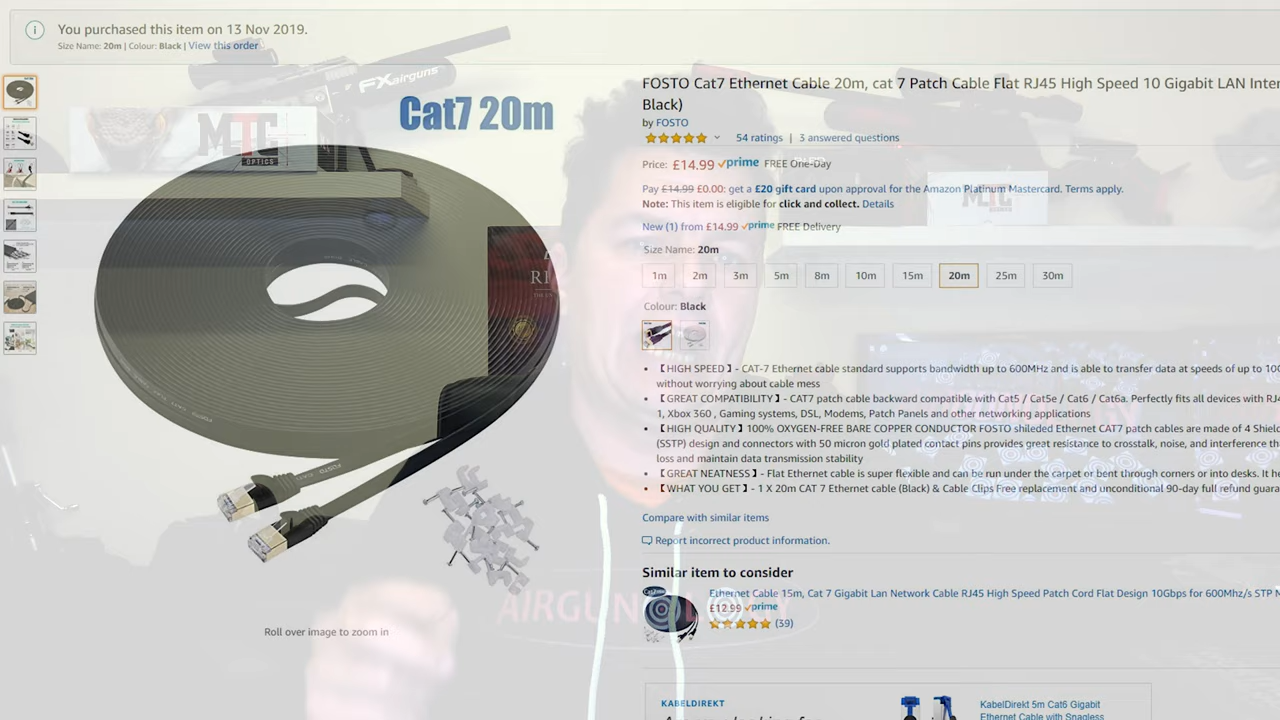 You purchased this item on 13 Nov 2019.
Size Name: 20m | Colour: Black | View this order
FX airguns
MTC
OPTICS
Cat7 20m
RI
FOSTO Cat7 Ethernet Cable 20m, cat 7 Patch Cable Flat RJ45 High Speed 10 Gigabit LAN Inter
Black)
by FOSTO
54 ratings | 3 answered questions
Price: £14.99 prime FREE One-Day
Pay £14.99 £0.00: get a £20 gift card upon approval for the Amazon Platinum Mastercard. Terms apply.
Note: This item is eligible for click and collect. Details
MTC
New (1) from £14.99 prime FREE Delivery
Size Name: 20m
1m 2m 3m 5m 8m 10m 15m 20m 25m 30m
Colour: Black
• 【HIGH SPEED】- CAT-7 Ethernet cable standard supports bandwidth up to 600MHz and is able to transfer data at speeds of up to 100
without worrying about cable mess
• 【GREAT COMPATIBILITY】- CAT7 patch cable backward compatible with Cat5 / Cat5e / Cat6 / Cat6a. Perfectly fits all devices with RJ4
1, Xbox 360 , Gaming systems, DSL, Modems, Patch Panels and other networking applications
• 【HIGH QUALITY】100% OXYGEN-FREE BARE COPPER CONDUCTOR FOSTO shileded Ethernet CAT7 patch cables are made of 4 Shield
(SSTP) design and connectors with 50 micron gold plated contact pins provides great resistance to crosstalk, noise, and interference th
loss and maintain data transmission stability
• 【GREAT NEATNESS】- Flat Ethernet cable is super flexible and can be run under the carpet or bent through corners or into desks. It he
• 【WHAT YOU GET】- 1 X 20m CAT 7 Ethernet cable (Black) & Cable Clips Free replacement and unconditional 90-day full refund guara
Compare with similar items
Report incorrect product information.
Similar item to consider
Ethernet Cable 15m, Cat 7 Gigabit Lan Network Cable RJ45 High Speed Patch Cord Flat Design 10Gbps for 600Mhz/s STP M
£12.99 prime
(39)
AIRGUNOLOGY
Roll over image to zoom in
KABELDIREKT
KabelDirekt 5m Cat6 Gigabit
Ethernet Cable with Snagless